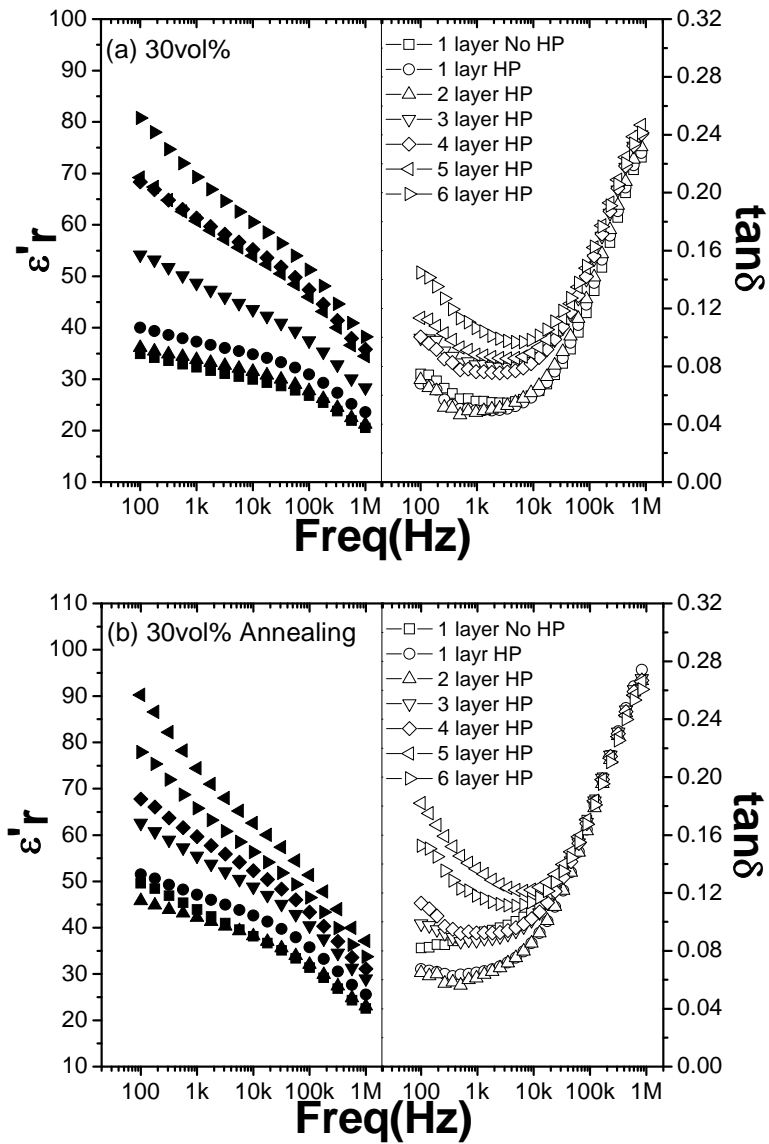 (a) 30vol%
1 layer No HP
1 layr HP
2 layer HP
3 layer HP
4 layer HP
5 layer HP
6 layer HP
100
90
80
70
60
50
40
30
20
10
ε'r
0.32
0.28
0.24
0.20
0.16
0.12
0.08
0.04
0.00
tanδ
100 1k 10k 100k 1M 100 1k 10k 100k 1M
Freq(Hz)
(b) 30vol% Annealing
1 layer No HP
1 layr HP
2 layer HP
3 layer HP
4 layer HP
5 layer HP
6 layer HP
110
100
90
80
70
60
50
40
30
20
10
ε'r
0.32
0.28
0.24
0.20
0.16
0.12
0.08
0.04
0.00
tanδ
100 1k 10k 100k 1M 100 1k 10k 100k 1M
Freq(Hz)